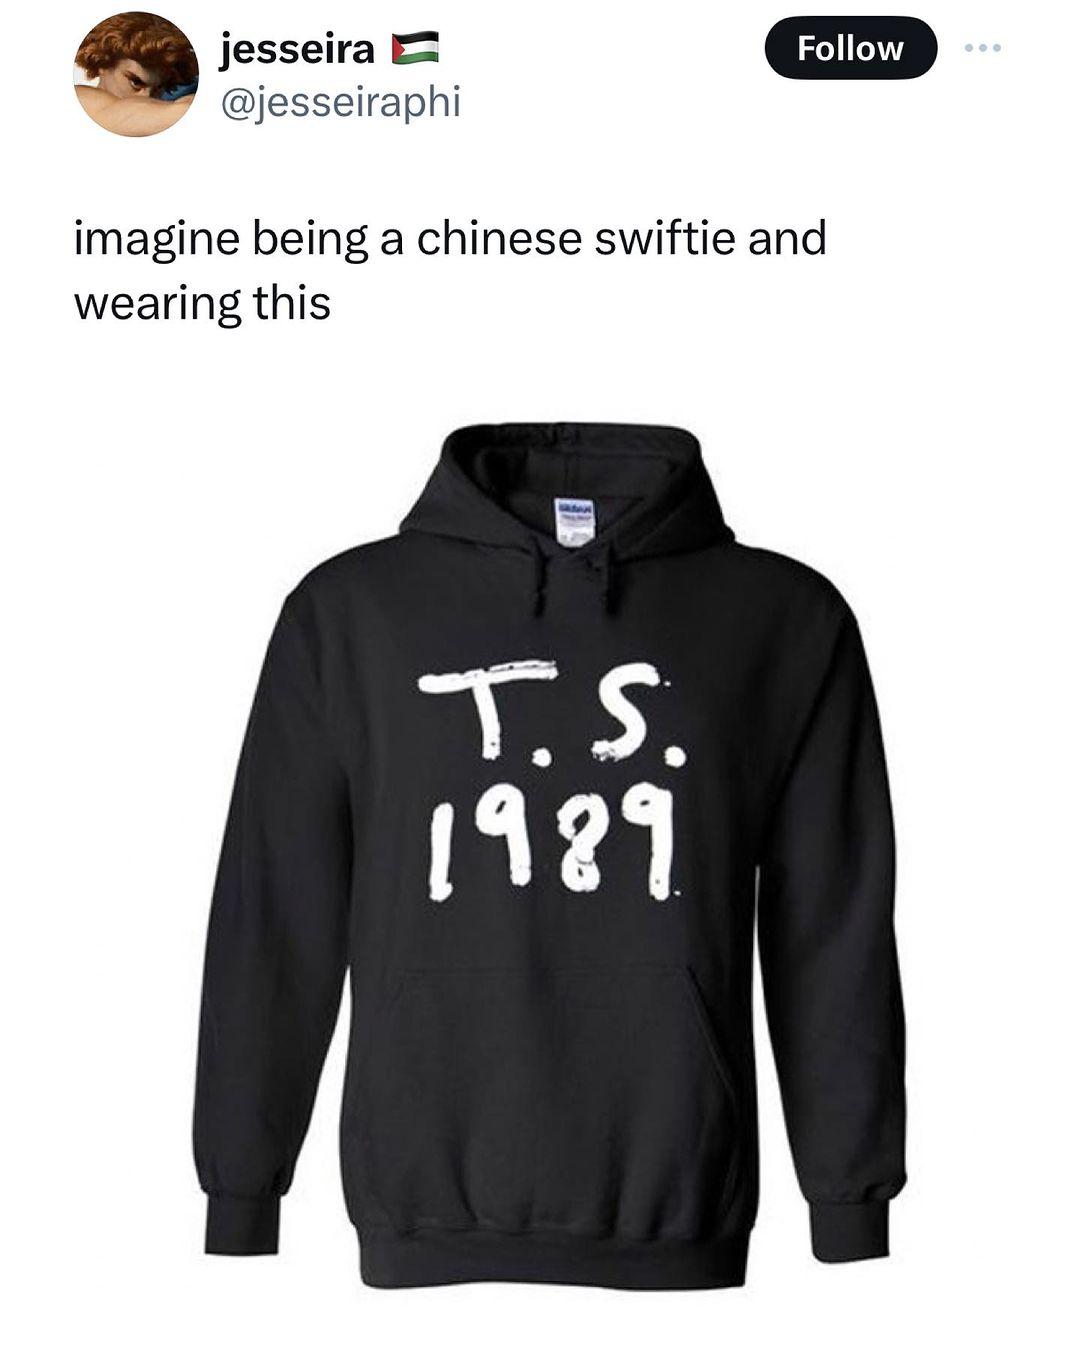 jesseira
@jesseiraphi
Follow
imagine being a chinese swiftie and
wearing this
T. S.
1989